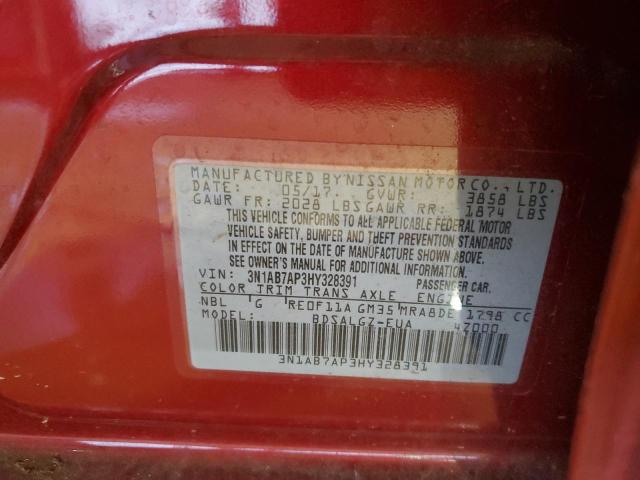 MANUFACTURED BY NISSAN MOTOR CO., LTD.
DATE: 05/17 GVWR: 3858 LBS
GAWR FR: 2028 LBS GAWR RR: 1874 LBS
THIS VEHICLE CONFORMS TO ALL APPLICABLE FEDERAL MOTOR
VEHICLE SAFETY, BUMPER AND THEFT PREVENTION STANDARDS
IN EFFECT ON THE DATE OF MANUFACTURE SHOWN ABOVE.
SEE OWNER'S MANUAL FOR ADDITIONAL INFORMATION.
VIN: 3N1AB7AP3HY328391 PASSENGER CAR.
COLOR TRIM TRANS AXLE ENGINE
NBL G RE0F11A GM35 MRA8DE 1798 CC
MODEL: BDSALGZ-EUA 4Z000
3N1AB7AP3HY328391